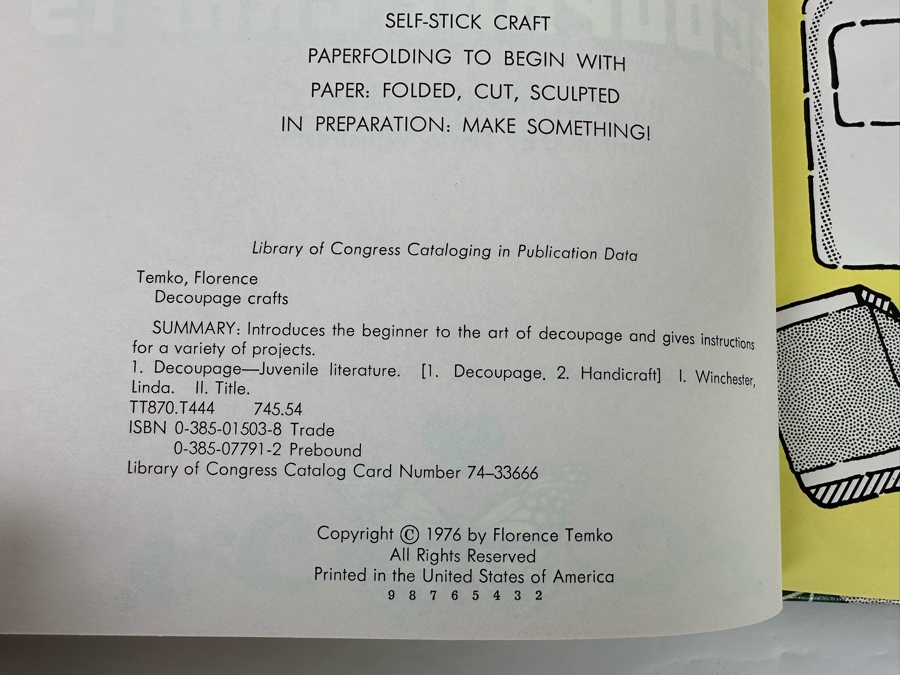 SELF-STICK CRAFT
PAPERFOLDING TO BEGIN WITH
PAPER: FOLDED, CUT, SCULPTED
IN PREPARATION: MAKE SOMETHING!
Library of Congress Cataloging in Publication Data
Temko, Florence
Decoupage crafts
SUMMARY: Introduces the beginner to the art of decoupage and gives instructions
for a variety of projects.
1. Decoupage—Juvenile literature. [1. Decoupage. 2. Handicraft] I. Winchester,
Linda. II. Title.
TT870.T444 745.54
ISBN 0-385-01503-8 Trade
0-385-07791-2 Prebound
Library of Congress Catalog Card Number 74–33666
Copyright © 1976 by Florence Temko
All Rights Reserved
Printed in the United States of America
9 8 7 6 5 4 3 2